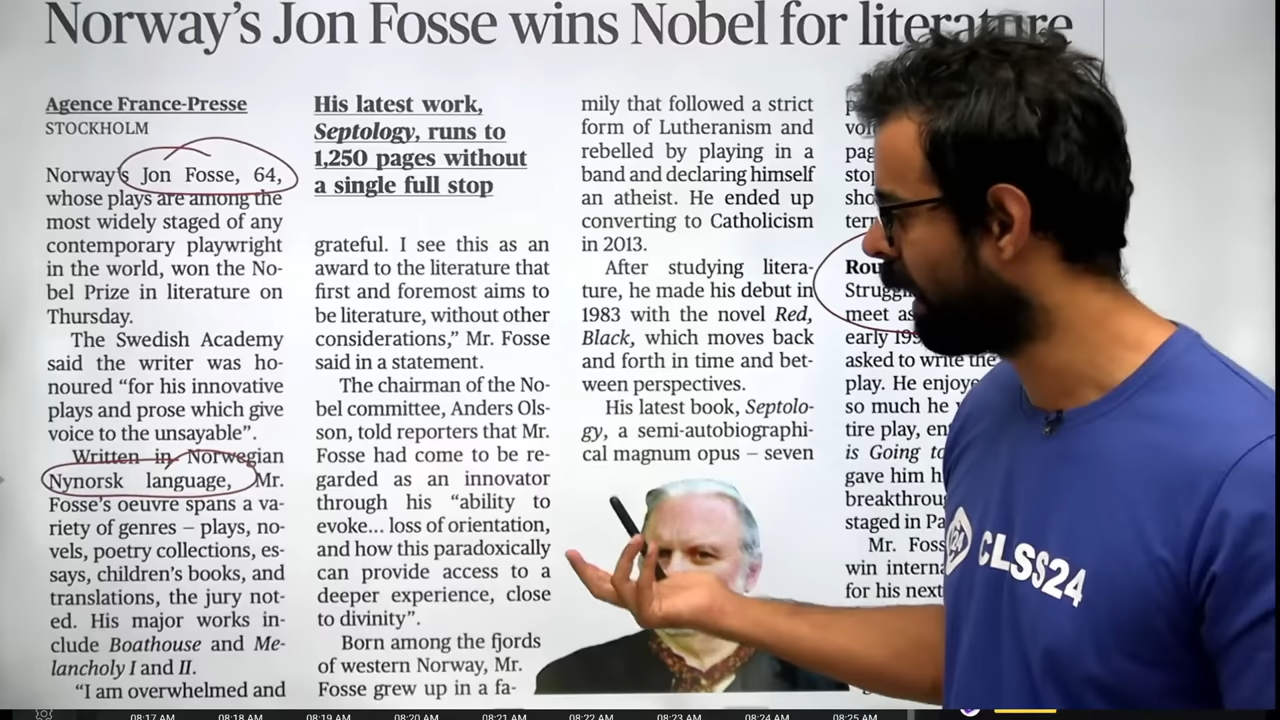 Norway's Jon Fosse wins Nobel for literature
Agence France-Presse
STOCKHOLM
Norway's Jon Fosse, 64,
whose plays are among the
most widely staged of any
contemporary playwright
in the world, won the No-
bel Prize in literature on
Thursday.
The Swedish Academy
said the writer was ho-
noured “for his innovative
plays and prose which give
voice to the unsayable”.
Written in Norwegian
Nynorsk language, Mr.
Fosse's oeuvre spans a va-
riety of genres – plays, no-
vels, poetry collections, es-
says, children's books, and
translations, the jury not-
ed. His major works in-
clude Boathouse and Me-
lancholy I and II.
“I am overwhelmed and
His latest work,
Septology, runs to
1,250 pages without
a single full stop
grateful. I see this as an
award to the literature that
first and foremost aims to
be literature, without other
considerations,” Mr. Fosse
said in a statement.
The chairman of the No-
bel committee, Anders Ols-
son, told reporters that Mr.
Fosse had come to be re-
garded as an innovator
through his “ability to
evoke... loss of orientation,
and how this paradoxically
can provide access to a
deeper experience, close
to divinity”.
Born among the fjords
of western Norway, Mr.
Fosse grew up in a fa-
mily that followed a strict
form of Lutheranism and
rebelled by playing in a
band and declaring himself
an atheist. He ended up
converting to Catholicism
in 2013.
After studying litera-
ture, he made his debut in
1983 with the novel Red,
Black, which moves back
and forth in time and bet-
ween perspectives.
His latest book, Septolo-
gy, a semi-autobiographi-
cal magnum opus – seven
meet as
early 199
asked to write the
play. He enjoye
so much he
tire play, en
is Going to
gave him h
breakthrou
staged in Pa
Mr. Foss
win interna
for his next
24
CLSS24
08:17 AM 08:18 AM 08:19 AM 08:20 AM 08:21 AM 08:22 AM 08:23 AM 08:24 AM 08:25 AM